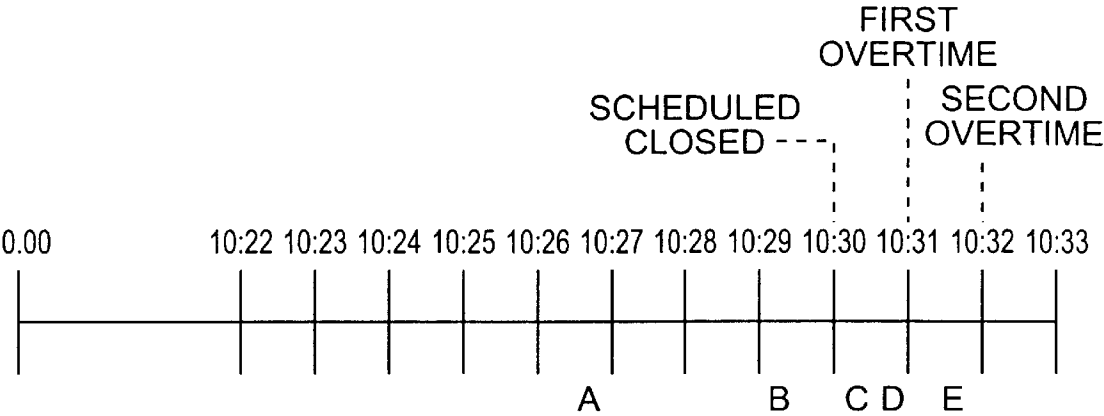 FIRST
OVERTIME
SCHEDULED
CLOSED
SECOND
OVERTIME
0.00 10:22 10:23 10:24 10:25 10:26 10:27 10:28 10:29 10:30 10:31 10:32 10:33
A B C D E